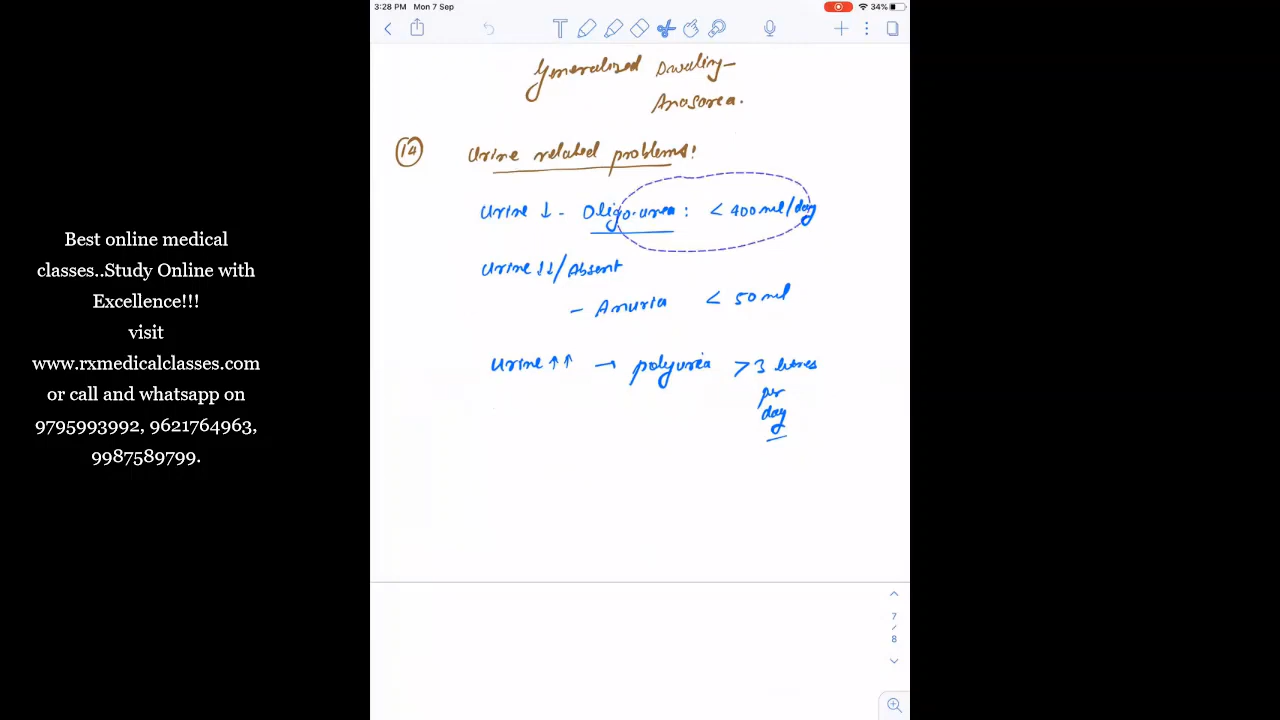 3:28 PM Mon 7 Sep
34%
Generalized Swelling-
Anasarca.
14 Urine related problems:
Urine ↓ - Oligo-urea : < 400ml/day
Urine ↓↓/Absent
- Anuria < 50ml
Urine ↑↑ → polyurea > 3 liters
per
day
Best online medical
classes..Study Online with
Excellence!!!
visit
www.rxmedicalclasses.com
or call and whatsapp on
9795993992, 9621764963,
9987589799.
7
/
8